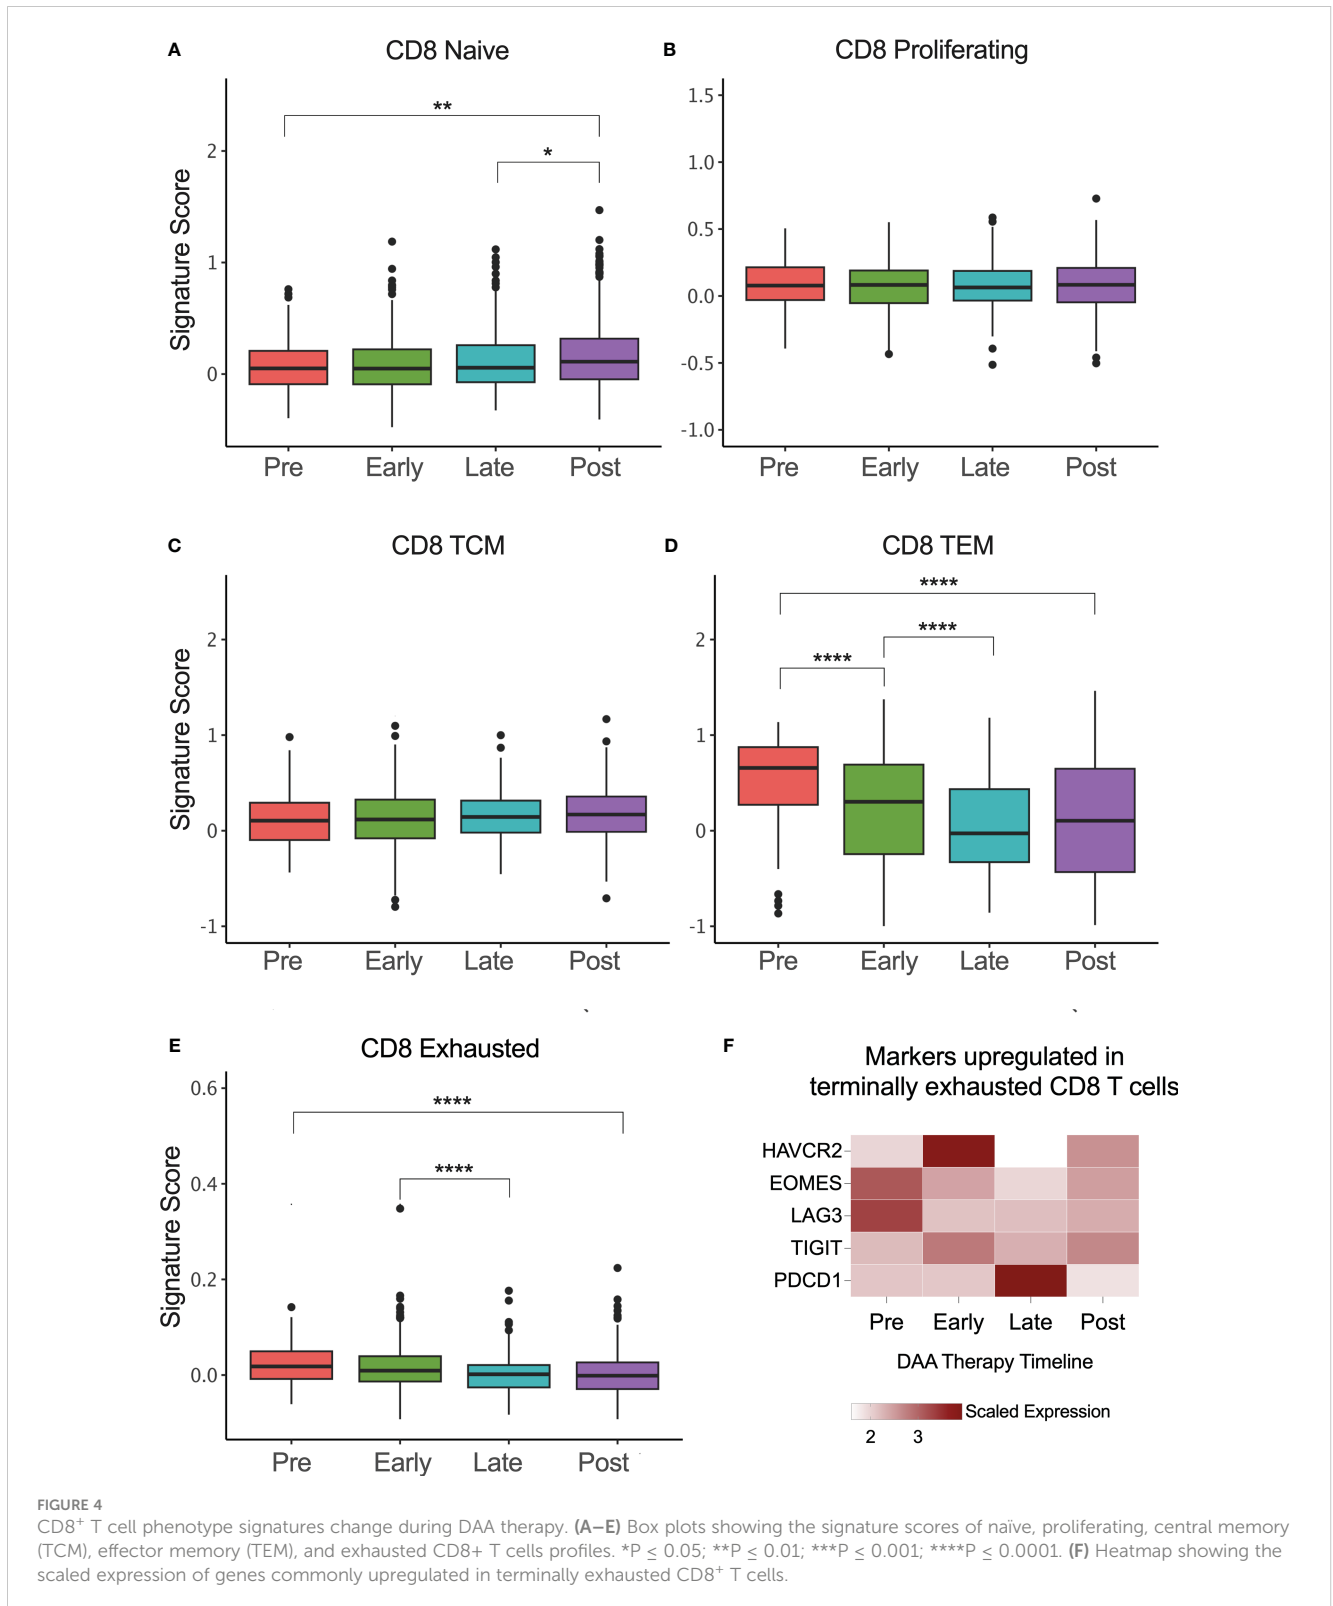 A
CD8 Naive
**
*
Signature Score
2
1
0
Pre Early Late Post
B
CD8 Proliferating
1.5
1.0
0.5
0.0
-0.5
-1.0
Pre Early Late Post
C
CD8 TCM
Signature Score
2
1
0
-1
Pre Early Late Post
D
CD8 TEM
****
****
****
2
1
0
-1
Pre Early Late Post
E
CD8 Exhausted
****
****
Signature Score
0.6
0.4
0.2
0.0
Pre Early Late Post
F
Markers upregulated in
terminally exhausted CD8 T cells
HAVCR2
EOMES
LAG3
TIGIT
PDCD1
Pre Early Late Post
DAA Therapy Timeline
Scaled Expression
2 3
FIGURE 4
CD8⁺ T cell phenotype signatures change during DAA therapy. (A–E) Box plots showing the signature scores of naïve, proliferating, central memory
(TCM), effector memory (TEM), and exhausted CD8+ T cells profiles. *P ≤ 0.05; **P ≤ 0.01; ***P ≤ 0.001; ****P ≤ 0.0001. (F) Heatmap showing the
scaled expression of genes commonly upregulated in terminally exhausted CD8⁺ T cells.